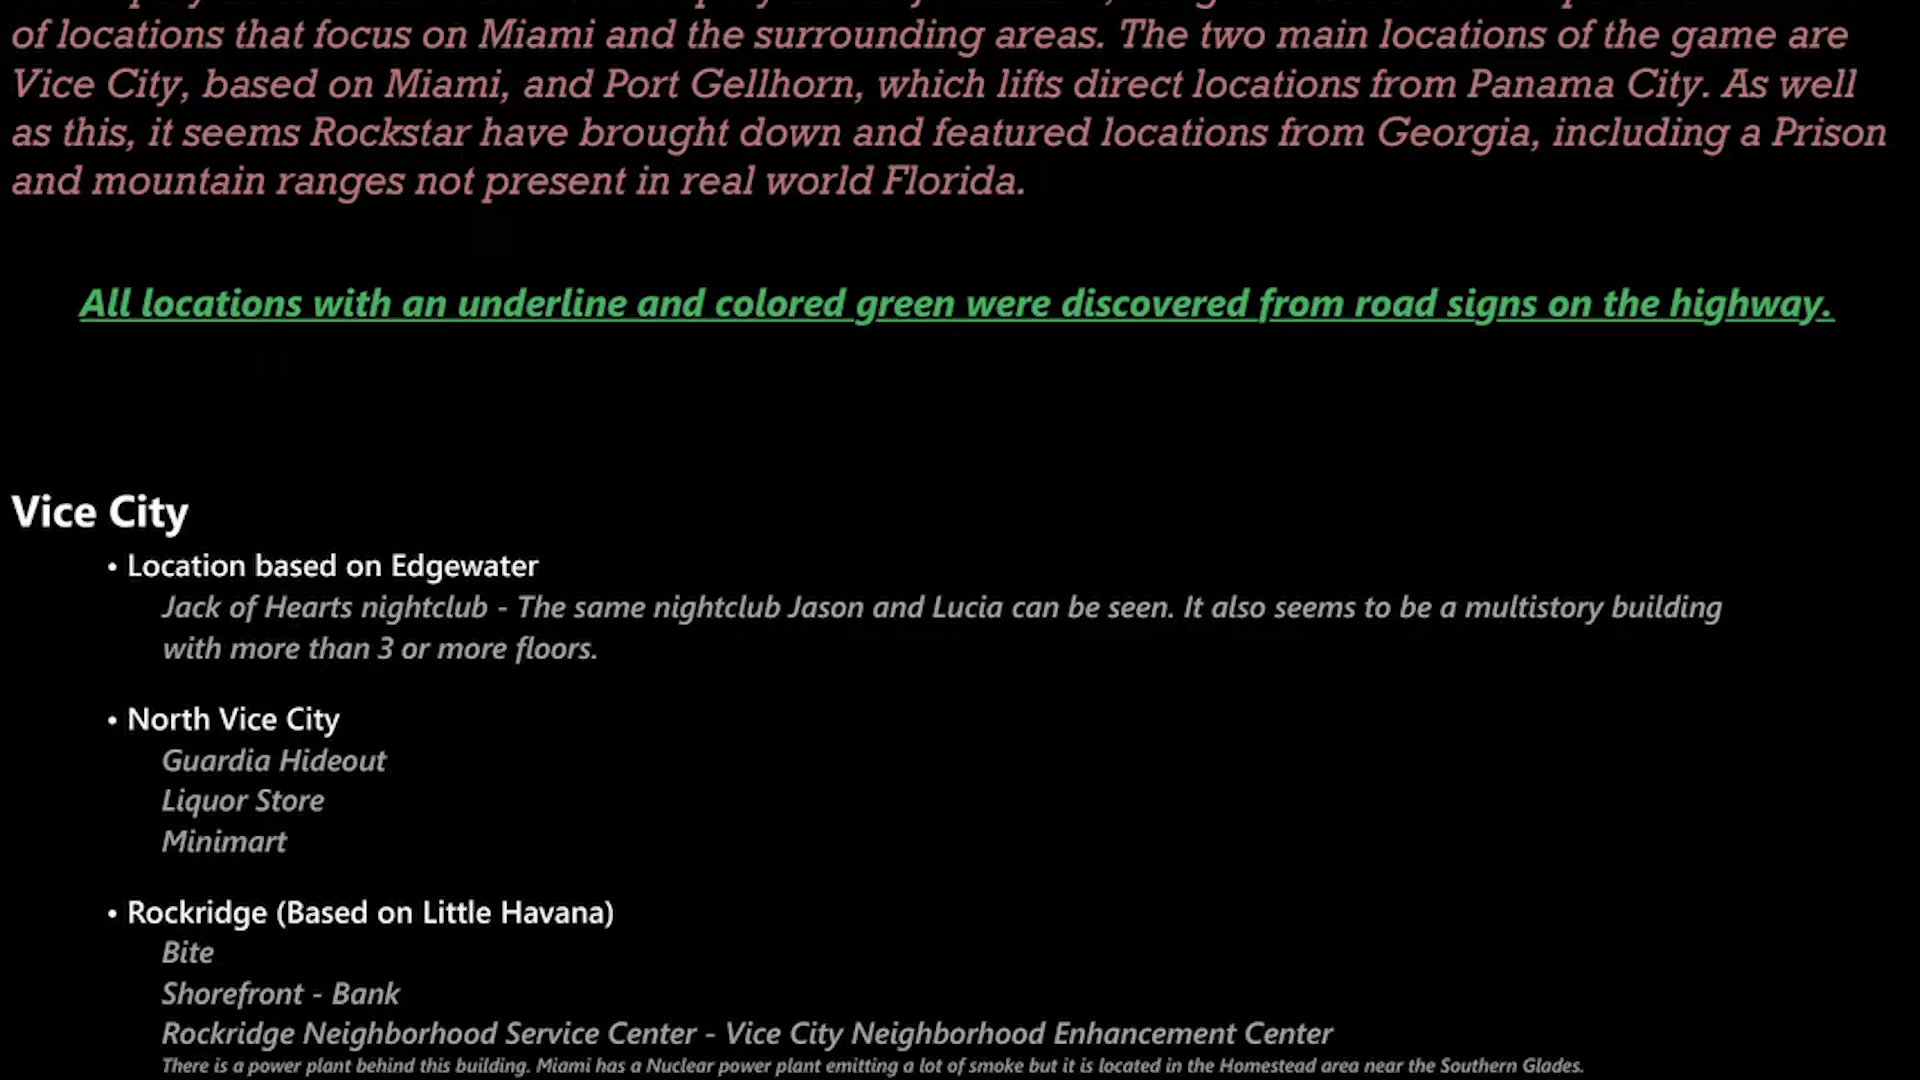 of locations that focus on Miami and the surrounding areas. The two main locations of the game are
Vice City, based on Miami, and Port Gellhorn, which lifts direct locations from Panama City. As well
as this, it seems Rockstar have brought down and featured locations from Georgia, including a Prison
and mountain ranges not present in real world Florida.
All locations with an underline and colored green were discovered from road signs on the highway.
Vice City
• Location based on Edgewater
Jack of Hearts nightclub - The same nightclub Jason and Lucia can be seen. It also seems to be a multistory building
with more than 3 or more floors.
• North Vice City
Guardia Hideout
Liquor Store
Minimart
• Rockridge (Based on Little Havana)
Bite
Shorefront - Bank
Rockridge Neighborhood Service Center - Vice City Neighborhood Enhancement Center
There is a power plant behind this building. Miami has a Nuclear power plant emitting a lot of smoke but it is located in the Homestead area near the Southern Glades.